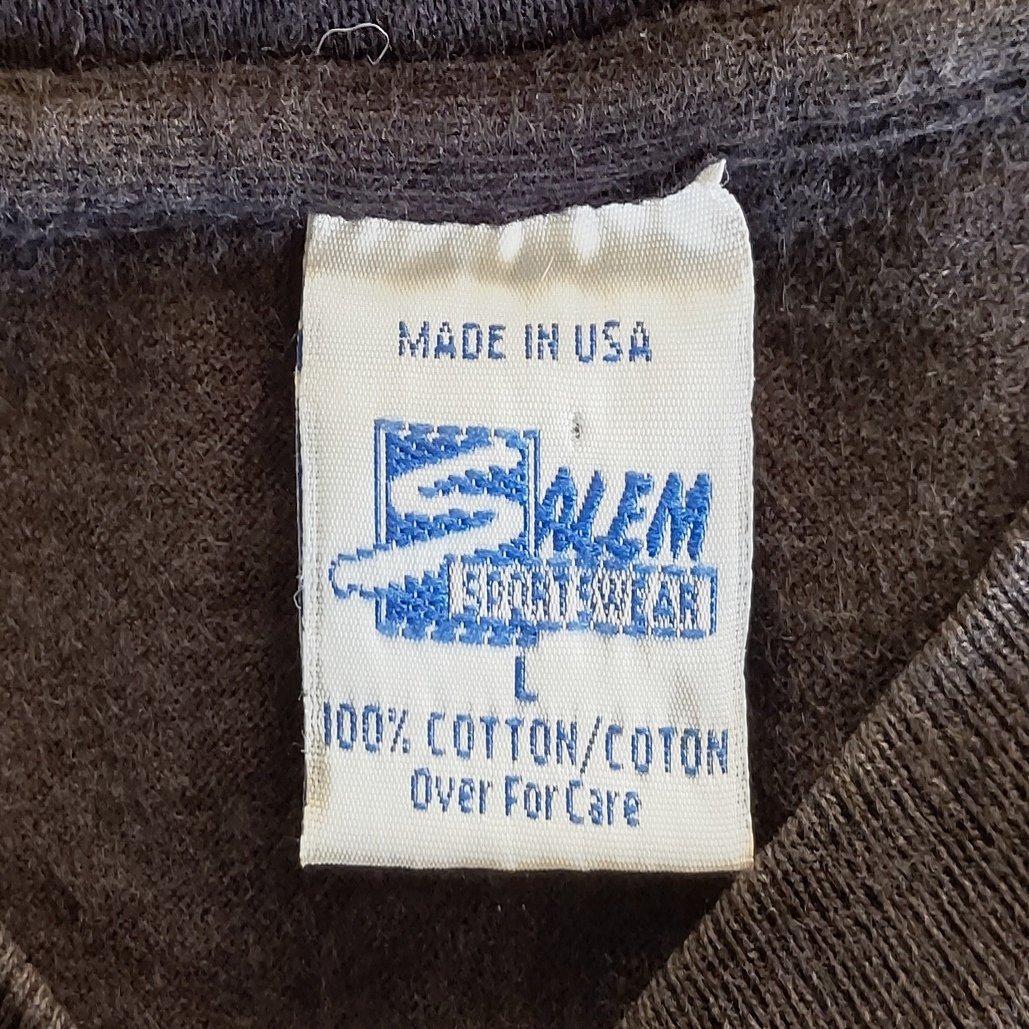 MADE IN USA
SALEM
SPORTSWEAR
L
100% COTTON/COTON
Over For Care